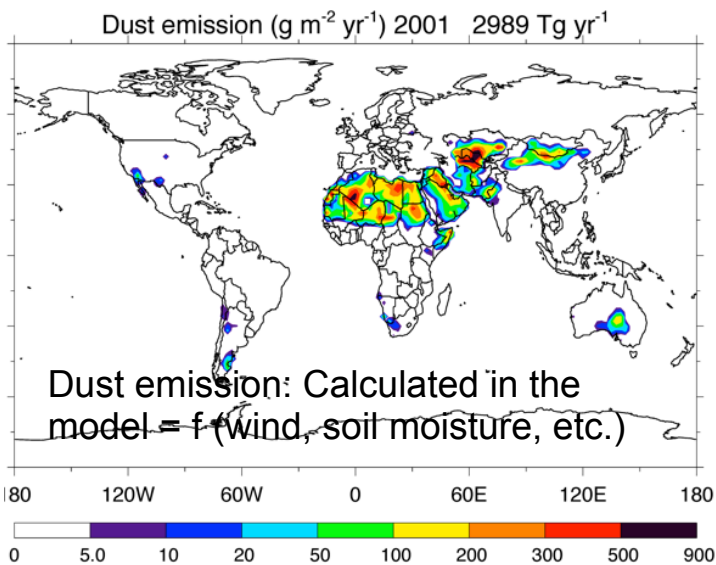 Dust emission (g m⁻² yr⁻¹) 2001 2989 Tg yr⁻¹
Dust emission: Calculated in the
model = f (wind, soil moisture, etc.)
80 120W 60W 0 60E 120E 180
0 5.0 10 20 50 100 200 300 500 900